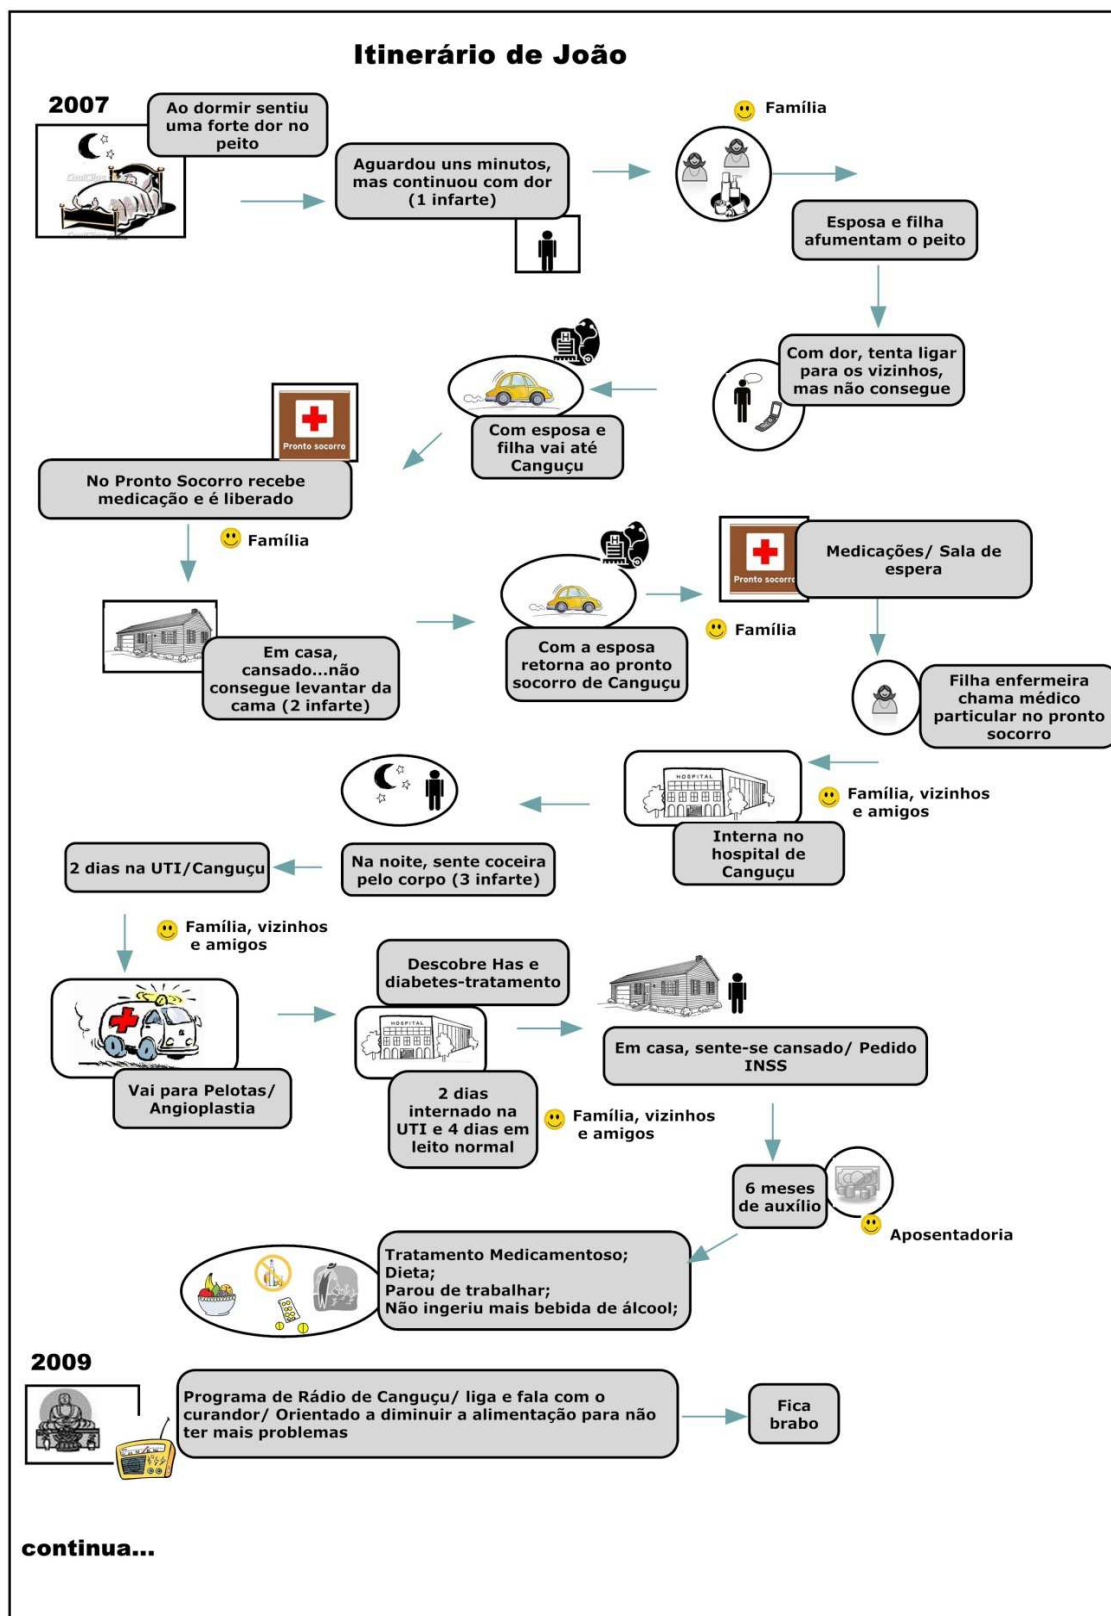 Itinerário de João
2007
Ao dormir sentiu
uma forte dor no
peito
Aguardou uns minutos,
mas continuou com dor
(1 infarte)
Família
Esposa e filha
afumentam o peito
Com dor, tenta ligar
para os vizinhos,
mas não consegue
Com esposa e
filha vai até
Canguçu
Pronto socorro
No Pronto Socorro recebe
medicação e é liberado
Família
Em casa,
cansado...não
consegue levantar da
cama (2 infarte)
Com a esposa
retorna ao pronto
socorro de Canguçu
Família
Pronto socorro
Medicações/ Sala de
espera
Filha enfermeira
chama médico
particular no pronto
socorro
Família, vizinhos
e amigos
HOSPITAL
Interna no
hospital de
Canguçu
Na noite, sente coceira
pelo corpo (3 infarte)
2 dias na UTI/Canguçu
Família, vizinhos
e amigos
Vai para Pelotas/
Angioplastia
Descobre Has e
diabetes-tratamento
HOSPITAL
2 dias
internado na
UTI e 4 dias em
leito normal
Família, vizinhos
e amigos
Em casa, sente-se cansado/ Pedido
INSS
6 meses
de auxílio
Aposentadoria
Tratamento Medicamentoso;
Dieta;
Parou de trabalhar;
Não ingeriu mais bebida de álcool;
2009
Programa de Rádio de Canguçu/ liga e fala com o
curandor/ Orientado a diminuir a alimentação para não
ter mais problemas
Fica
brabo
continua...